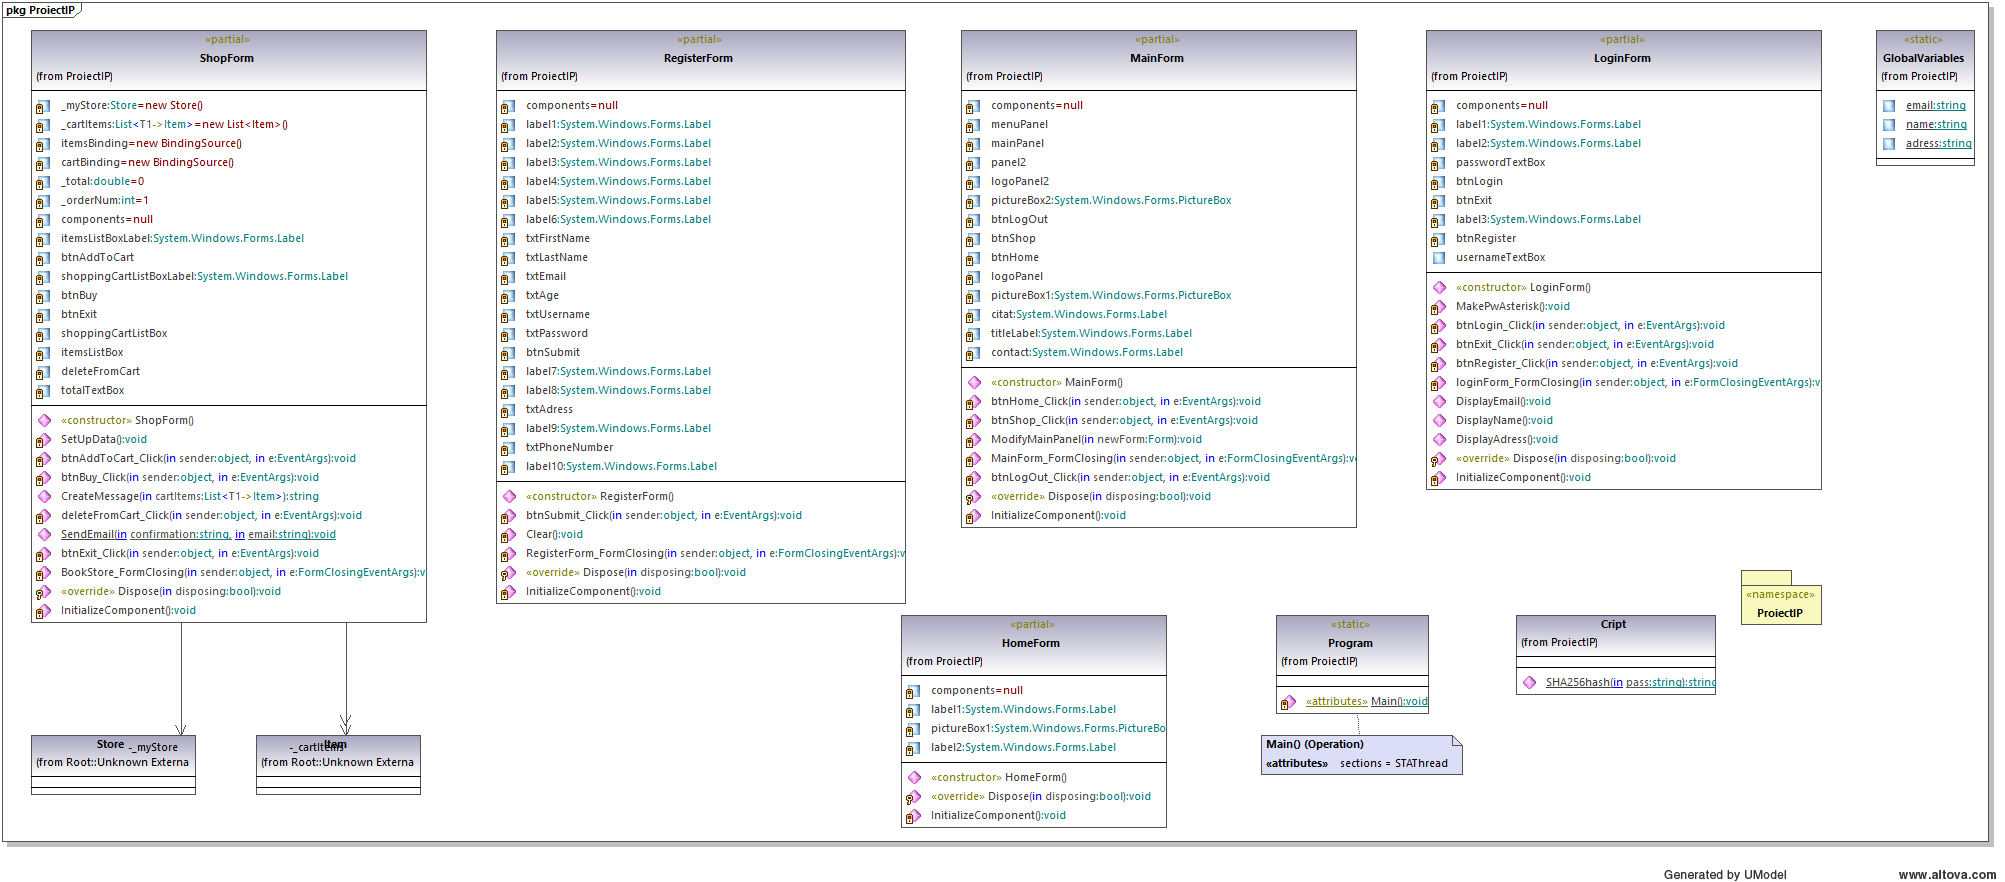 pkg ProiectIP
«partial»
ShopForm
(from ProiectIP)
_myStore:Store=new Store()
_cartItems:List<T1->Item>=new List<Item>()
itemsBinding=new BindingSource()
cartBinding=new BindingSource()
_total:double=0
_orderNum:int=1
components=null
itemsListBoxLabel:System.Windows.Forms.Label
btnAddToCart
shoppingCartListBoxLabel:System.Windows.Forms.Label
btnBuy
btnExit
shoppingCartListBox
itemsListBox
deleteFromCart
totalTextBox
«constructor» ShopForm()
SetUpData():void
btnAddToCart_Click(in sender:object, in e:EventArgs):void
btnBuy_Click(in sender:object, in e:EventArgs):void
CreateMessage(in cartItems:List<T1->Item>):string
deleteFromCart_Click(in sender:object, in e:EventArgs):void
SendEmail(in confirmation:string, in email:string):void
btnExit_Click(in sender:object, in e:EventArgs):void
BookStore_FormClosing(in sender:object, in e:FormClosingEventArgs):v
«override» Dispose(in disposing:bool):void
InitializeComponent():void
«partial»
RegisterForm
(from ProiectIP)
components=null
label1:System.Windows.Forms.Label
label2:System.Windows.Forms.Label
label3:System.Windows.Forms.Label
label4:System.Windows.Forms.Label
label5:System.Windows.Forms.Label
label6:System.Windows.Forms.Label
txtFirstName
txtLastName
txtEmail
txtAge
txtUsername
txtPassword
btnSubmit
label7:System.Windows.Forms.Label
label8:System.Windows.Forms.Label
txtAdress
label9:System.Windows.Forms.Label
txtPhoneNumber
label10:System.Windows.Forms.Label
«constructor» RegisterForm()
btnSubmit_Click(in sender:object, in e:EventArgs):void
Clear():void
RegisterForm_FormClosing(in sender:object, in e:FormClosingEventArgs):v
«override» Dispose(in disposing:bool):void
InitializeComponent():void
«partial»
MainForm
(from ProiectIP)
components=null
menuPanel
mainPanel
panel2
logoPanel2
pictureBox2:System.Windows.Forms.PictureBox
btnLogOut
btnShop
btnHome
logoPanel
pictureBox1:System.Windows.Forms.PictureBox
citat:System.Windows.Forms.Label
titleLabel:System.Windows.Forms.Label
contact:System.Windows.Forms.Label
«constructor» MainForm()
btnHome_Click(in sender:object, in e:EventArgs):void
btnShop_Click(in sender:object, in e:EventArgs):void
ModifyMainPanel(in newForm:Form):void
MainForm_FormClosing(in sender:object, in e:FormClosingEventArgs):v
btnLogOut_Click(in sender:object, in e:EventArgs):void
«override» Dispose(in disposing:bool):void
InitializeComponent():void
«partial»
LoginForm
(from ProiectIP)
components=null
label1:System.Windows.Forms.Label
label2:System.Windows.Forms.Label
passwordTextBox
btnLogin
btnExit
label3:System.Windows.Forms.Label
btnRegister
usernameTextBox
«constructor» LoginForm()
MakePwAsterisk():void
btnLogin_Click(in sender:object, in e:EventArgs):void
btnExit_Click(in sender:object, in e:EventArgs):void
btnRegister_Click(in sender:object, in e:EventArgs):void
loginForm_FormClosing(in sender:object, in e:FormClosingEventArgs):v
DisplayEmail():void
DisplayName():void
DisplayAdress():void
«override» Dispose(in disposing:bool):void
InitializeComponent():void
«static»
GlobalVariables
(from ProiectIP)
email:string
name:string
adress:string
«namespace»
ProiectIP
«partial»
HomeForm
(from ProiectIP)
components=null
label1:System.Windows.Forms.Label
pictureBox1:System.Windows.Forms.PictureBo
label2:System.Windows.Forms.Label
«constructor» HomeForm()
«override» Dispose(in disposing:bool):void
InitializeComponent():void
«static»
Program
(from ProiectIP)
«attributes» Main():void
Main() (Operation)
«attributes» sections = STAThread
Cript
(from ProiectIP)
SHA256hash(in pass:string):string
Store
-_myStore
(from Root::Unknown Externa
Item
-_cartItems
(from Root::Unknown Externa
Generated by UModel
www.altova.com